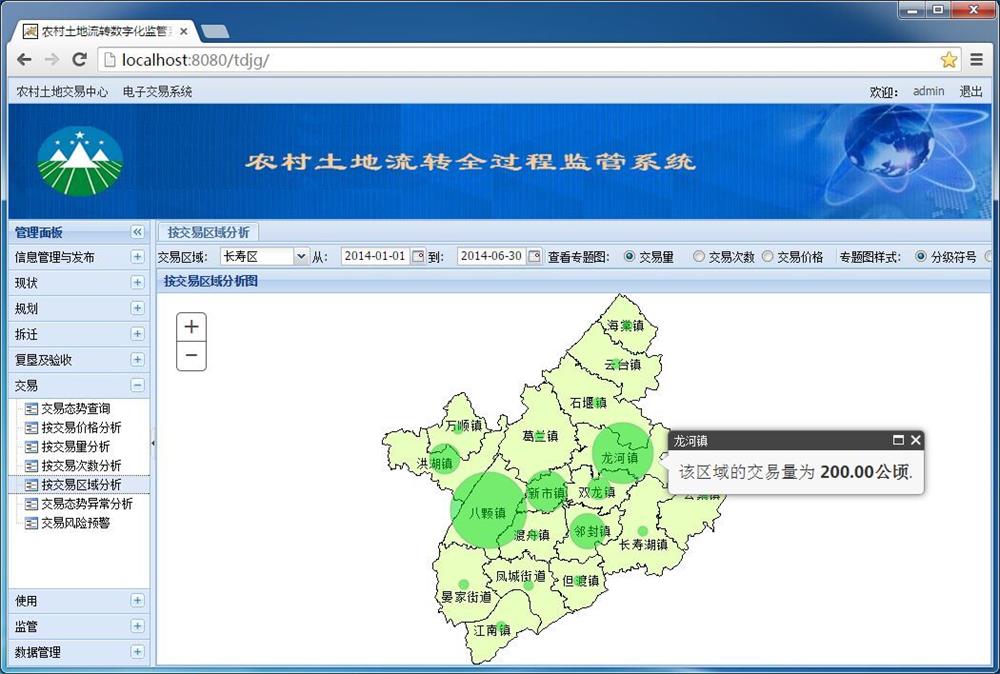 农村土地流转数字化监管
localhost:8080/tdjg/
农村土地交易中心 电子交易系统 欢迎: admin 退出
农村土地流转全过程监管系统
管理面板
信息管理与发布
现状
规划
拆迁
复垦及验收
交易
交易态势查询
按交易价格分析
按交易量分析
按交易次数分析
按交易区域分析
交易态势异常分析
交易风险预警
使用
监管
数据管理
按交易区域分析
交易区域: 长寿区 从: 2014-01-01 到: 2014-06-30 查看专题图: 交易量 交易次数 交易价格 专题图样式: 分级符号
按交易区域分析图
+
−
海棠镇
云台镇
石堰镇
万顺镇
葛兰镇
洪湖镇
龙河镇
龙河镇
该区域的交易量为 200.00公顷.
新市镇
双龙镇
八颗镇
渡舟镇
邻封镇
长寿湖镇
凤城街道
但渡镇
晏家街道
江南镇